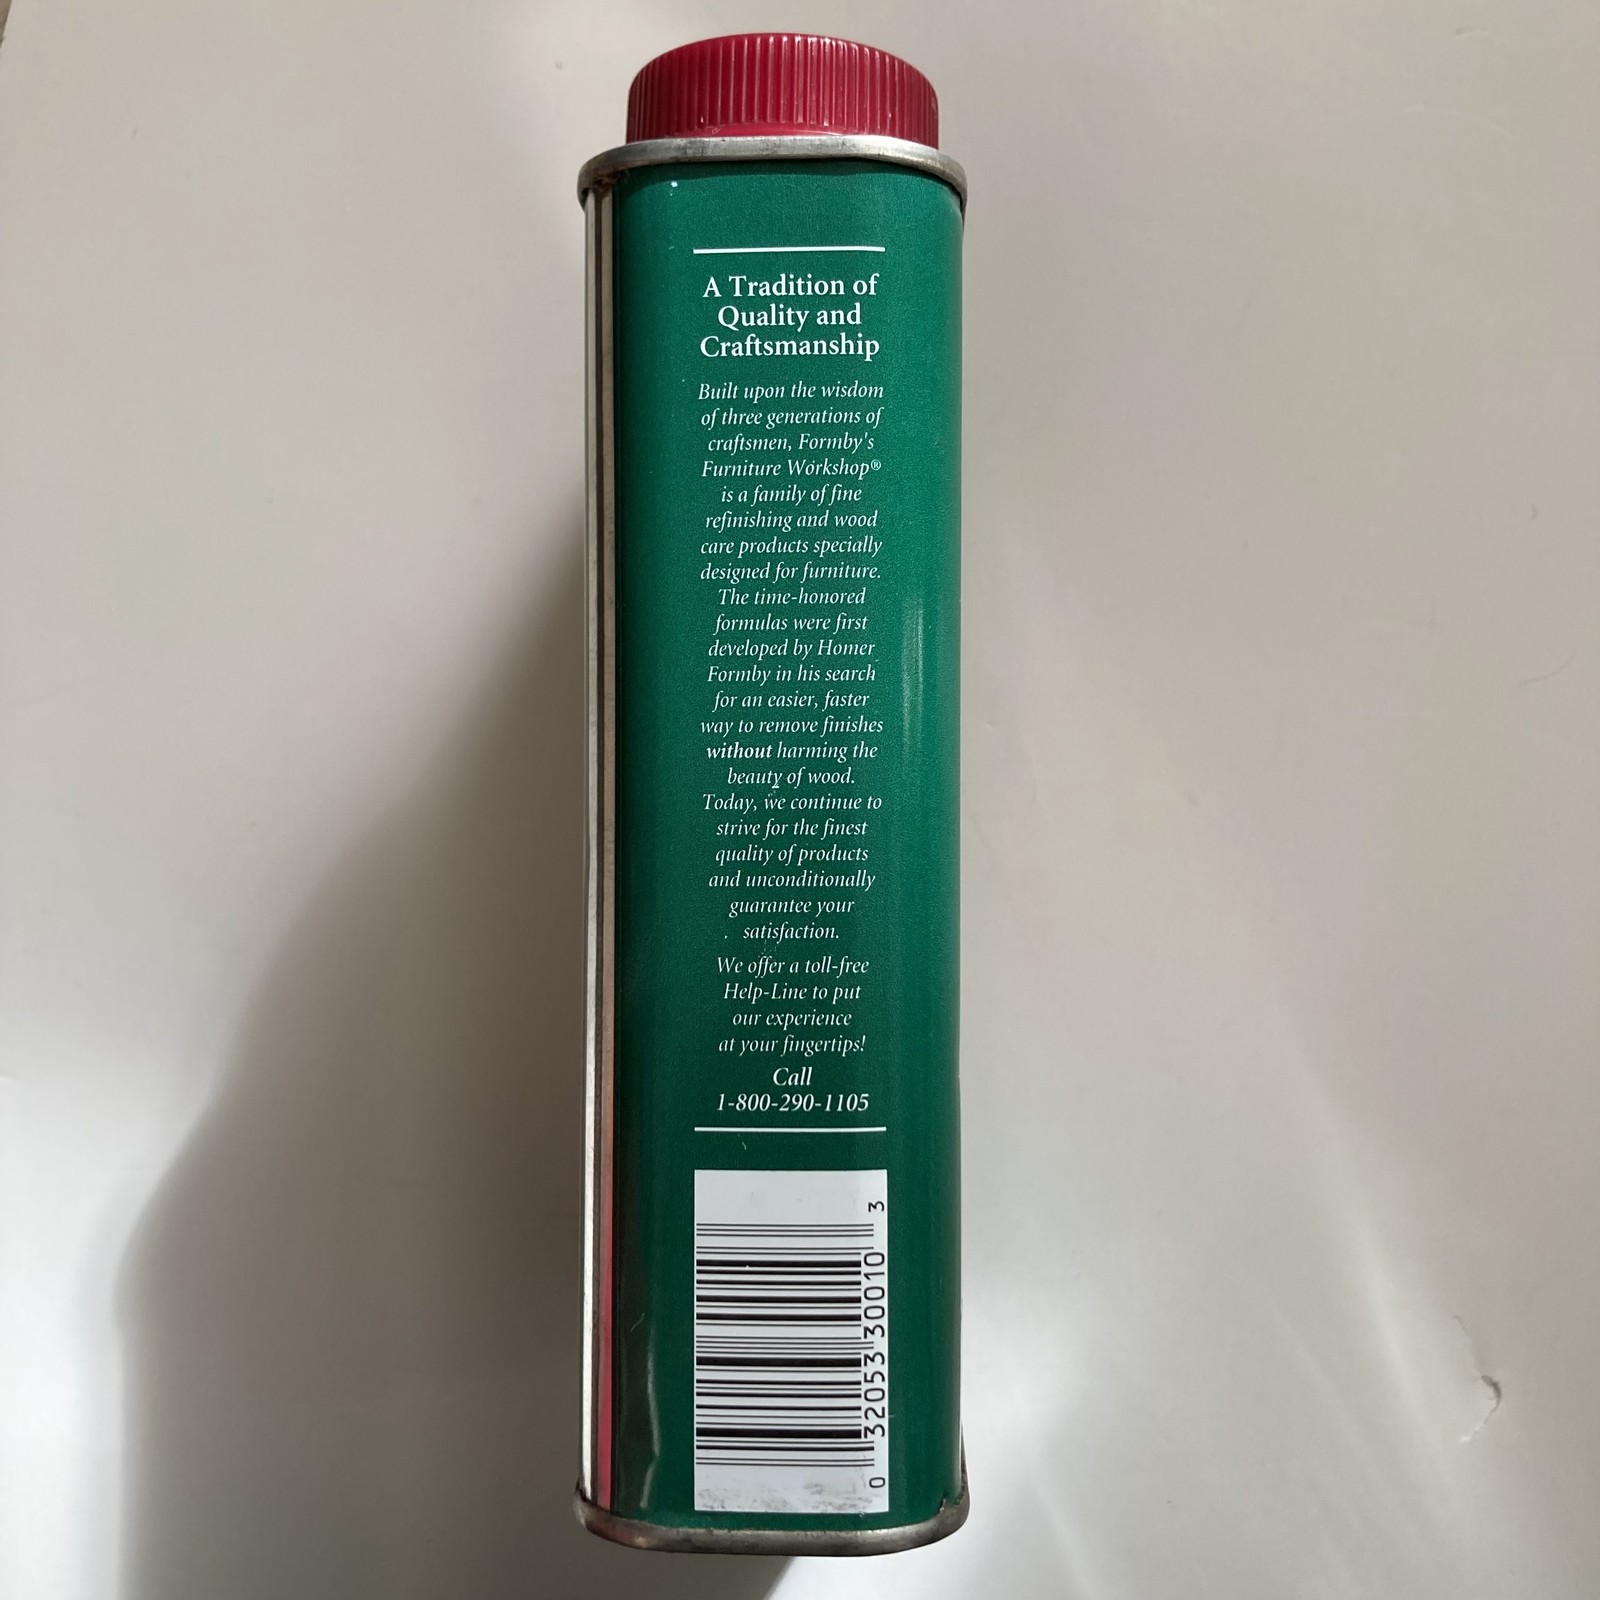 A Tradition of
Quality and
Craftsmanship
Built upon the wisdom
of three generations of
craftsmen, Formby's
Furniture Workshop®
is a family of fine
refinishing and wood
care products specially
designed for furniture.
The time-honored
formulas were first
developed by Homer
Formby in his search
for an easier, faster
way to remove finishes
without harming the
beauty of wood.
Today, we continue to
strive for the finest
quality of products
and unconditionally
guarantee your
satisfaction.
We offer a toll-free
Help-Line to put
our experience
at your fingertips!
Call
1-800-290-1105
0 32053 30010 3